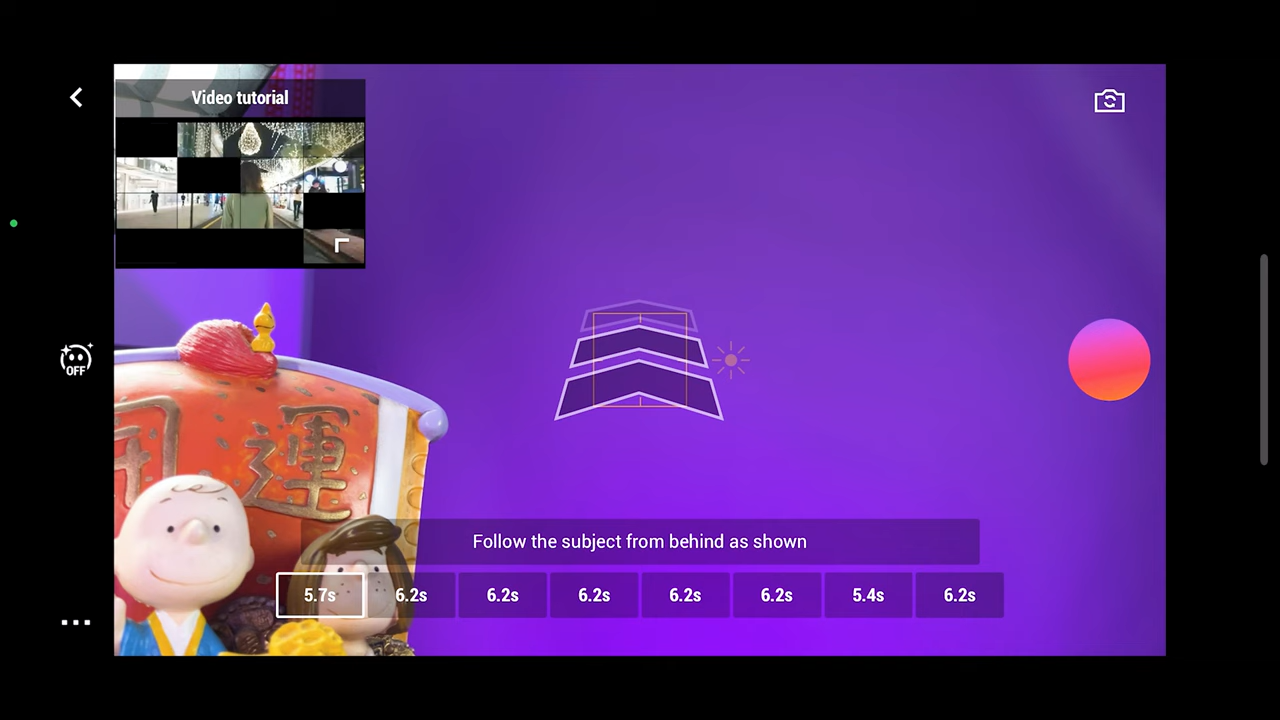 Video tutorial
OFF
運
Follow the subject from behind as shown
5.7s
6.2s
6.2s
6.2s
6.2s
6.2s
5.4s
6.2s